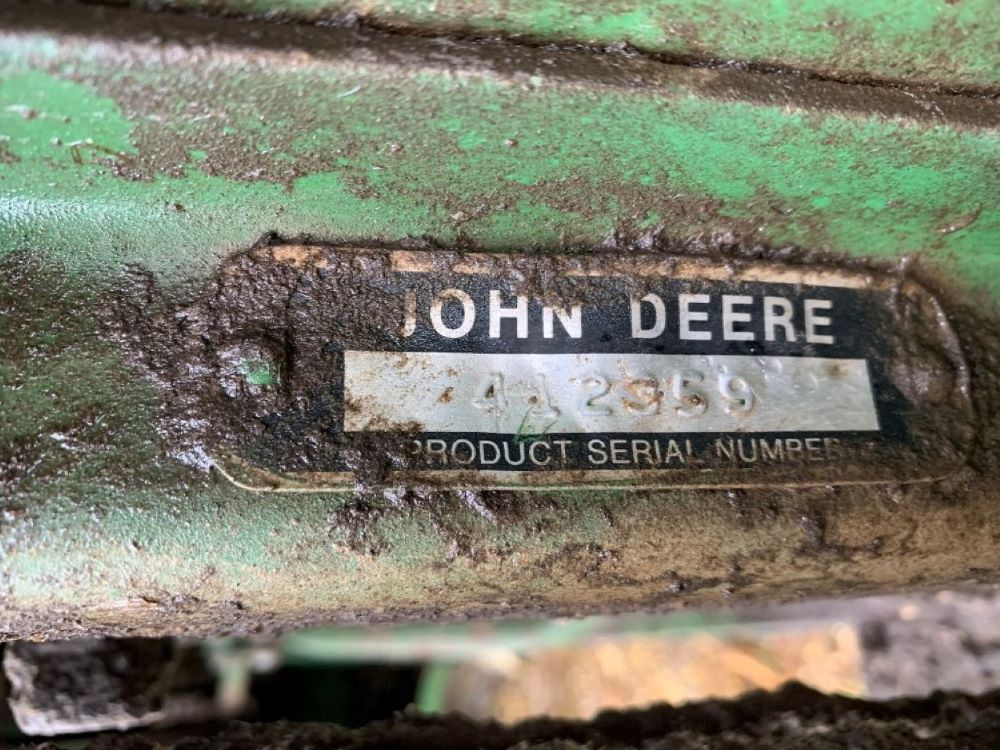 JOHN DEERE
412359
PRODUCT SERIAL NUMBER